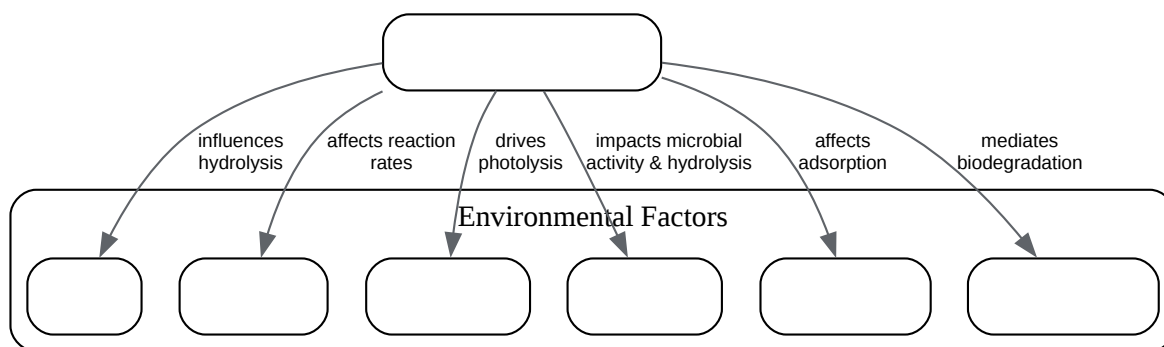 influences
hydrolysis
affects reaction
rates
drives
photolysis
impacts microbial
activity & hydrolysis
affects
adsorption
mediates
biodegradation
Environmental Factors